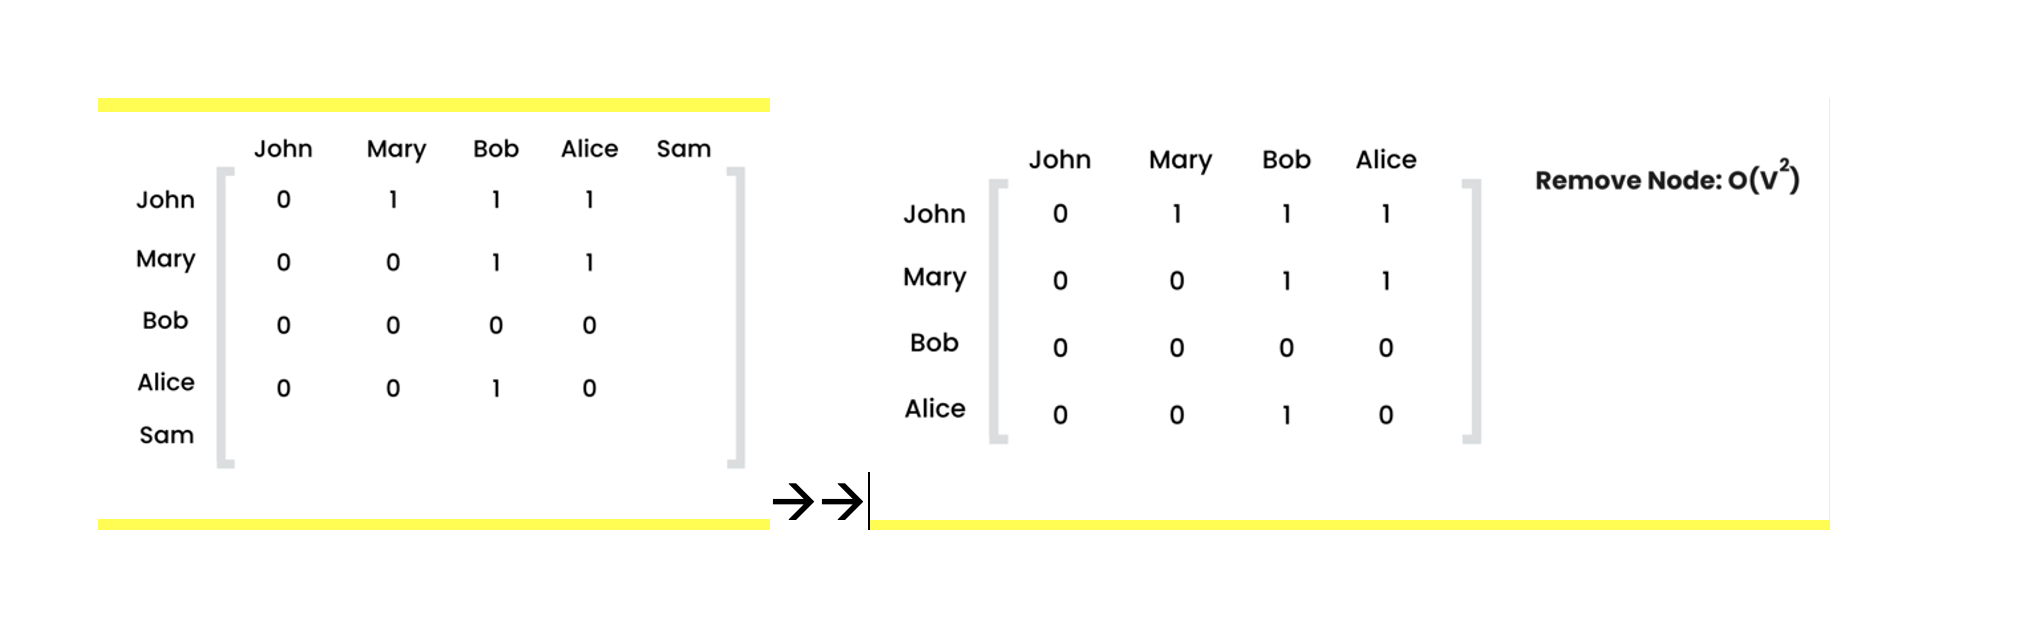 John Mary Bob Alice Sam
John 0 1 1 1
Mary 0 0 1 1
Bob 0 0 0 0
Alice 0 0 1 0
Sam
→→
John Mary Bob Alice
John 0 1 1 1
Mary 0 0 1 1
Bob 0 0 0 0
Alice 0 0 1 0
Remove Node: O(V²)